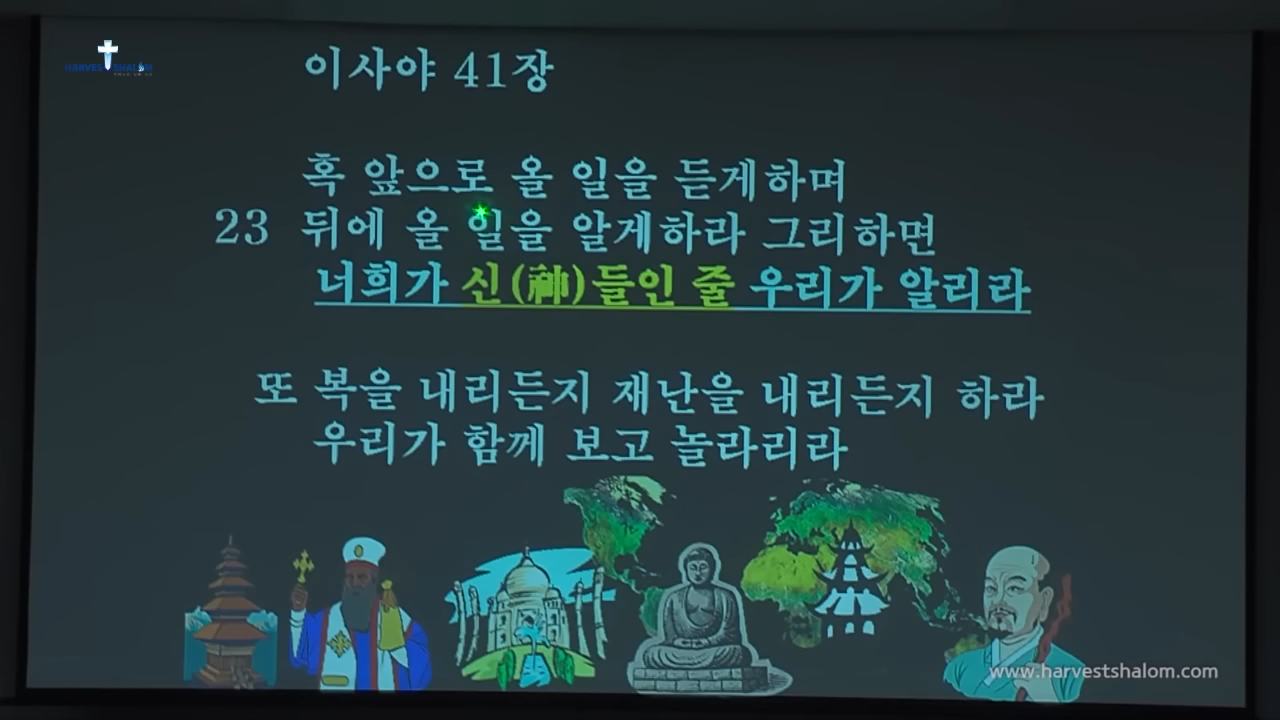 HARVEST SHALOM
이사야 41장
혹 앞으로 올 일을 듣게하며
23 뒤에 올 일을 알게하라 그리하면
너희가 신(神)들인 줄 우리가 알리라
또 복을 내리든지 재난을 내리든지 하라
우리가 함께 보고 놀라리라
www.harvestshalom.com